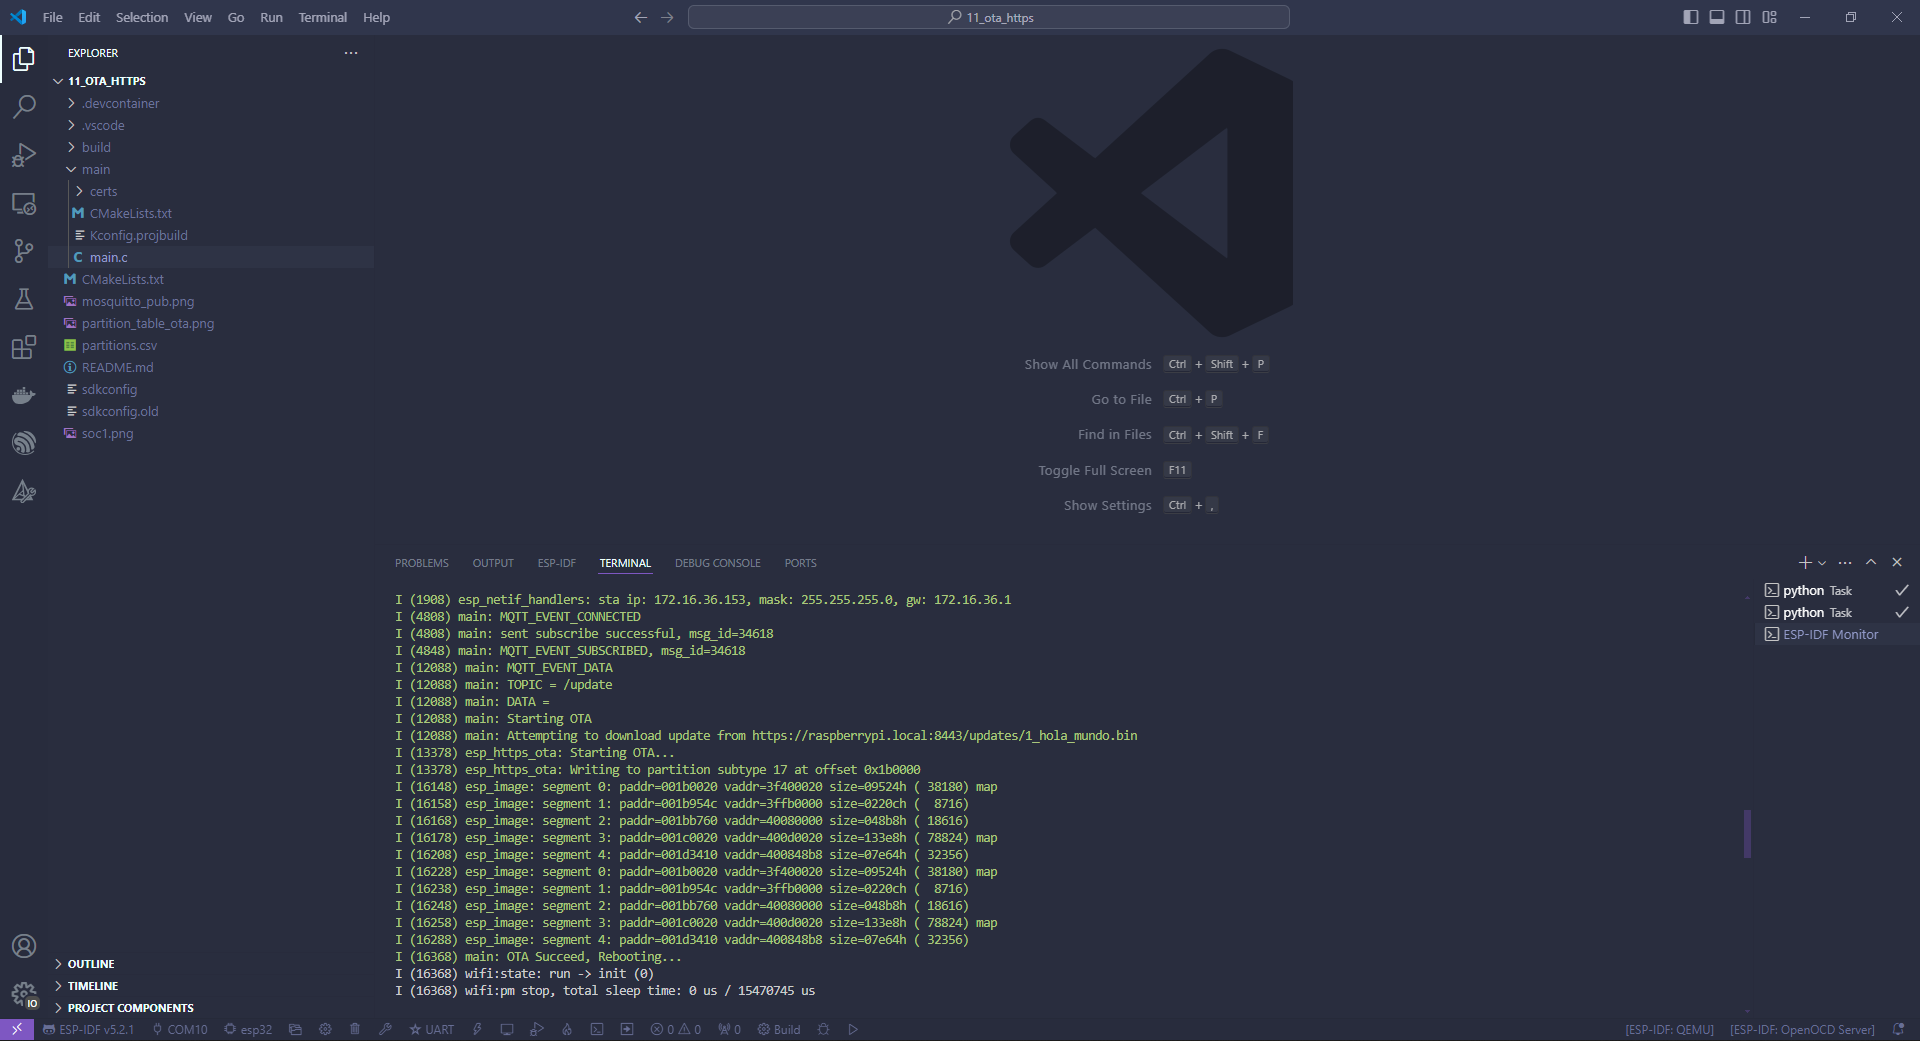 File Edit Selection View Go Run Terminal Help
11_ota_https
EXPLORER
11_OTA_HTTPS
.devcontainer
.vscode
build
main
certs
CMakeLists.txt
Kconfig.projbuild
main.c
CMakeLists.txt
mosquitto_pub.png
partition_table_ota.png
partitions.csv
README.md
sdkconfig
sdkconfig.old
soc1.png
OUTLINE
TIMELINE
PROJECT COMPONENTS
Show All Commands Ctrl + Shift + P
Go to File Ctrl + P
Find in Files Ctrl + Shift + F
Toggle Full Screen F11
Show Settings Ctrl + ,
PROBLEMS OUTPUT ESP-IDF TERMINAL DEBUG CONSOLE PORTS
I (1908) esp_netif_handlers: sta ip: 172.16.36.153, mask: 255.255.255.0, gw: 172.16.36.1
I (4808) main: MQTT_EVENT_CONNECTED
I (4808) main: sent subscribe successful, msg_id=34618
I (4848) main: MQTT_EVENT_SUBSCRIBED, msg_id=34618
I (12088) main: MQTT_EVENT_DATA
I (12088) main: TOPIC = /update
I (12088) main: DATA =
I (12088) main: Starting OTA
I (12088) main: Attempting to download update from https://raspberrypi.local:8443/updates/1_hola_mundo.bin
I (13378) esp_https_ota: Starting OTA...
I (13378) esp_https_ota: Writing to partition subtype 17 at offset 0x1b0000
I (16148) esp_image: segment 0: paddr=001b0020 vaddr=3f400020 size=09524h ( 38180) map
I (16158) esp_image: segment 1: paddr=001b954c vaddr=3ffb0000 size=0220ch (  8716)
I (16168) esp_image: segment 2: paddr=001bb760 vaddr=40080000 size=048b8h ( 18616)
I (16178) esp_image: segment 3: paddr=001c0020 vaddr=400d0020 size=133e8h ( 78824) map
I (16208) esp_image: segment 4: paddr=001d3410 vaddr=400848b8 size=07e64h ( 32356)
I (16228) esp_image: segment 0: paddr=001b0020 vaddr=3f400020 size=09524h ( 38180) map
I (16238) esp_image: segment 1: paddr=001b954c vaddr=3ffb0000 size=0220ch (  8716)
I (16248) esp_image: segment 2: paddr=001bb760 vaddr=40080000 size=048b8h ( 18616)
I (16258) esp_image: segment 3: paddr=001c0020 vaddr=400d0020 size=133e8h ( 78824) map
I (16288) esp_image: segment 4: paddr=001d3410 vaddr=400848b8 size=07e64h ( 32356)
I (16368) main: OTA Succeed, Rebooting...
I (16368) wifi:state: run -> init (0)
I (16368) wifi:pm stop, total sleep time: 0 us / 15470745 us
python Task
python Task
ESP-IDF Monitor
IO
ESP-IDF v5.2.1 COM10 esp32 UART 0 0 0 Build [ESP-IDF: QEMU] [ESP-IDF: OpenOCD Server]